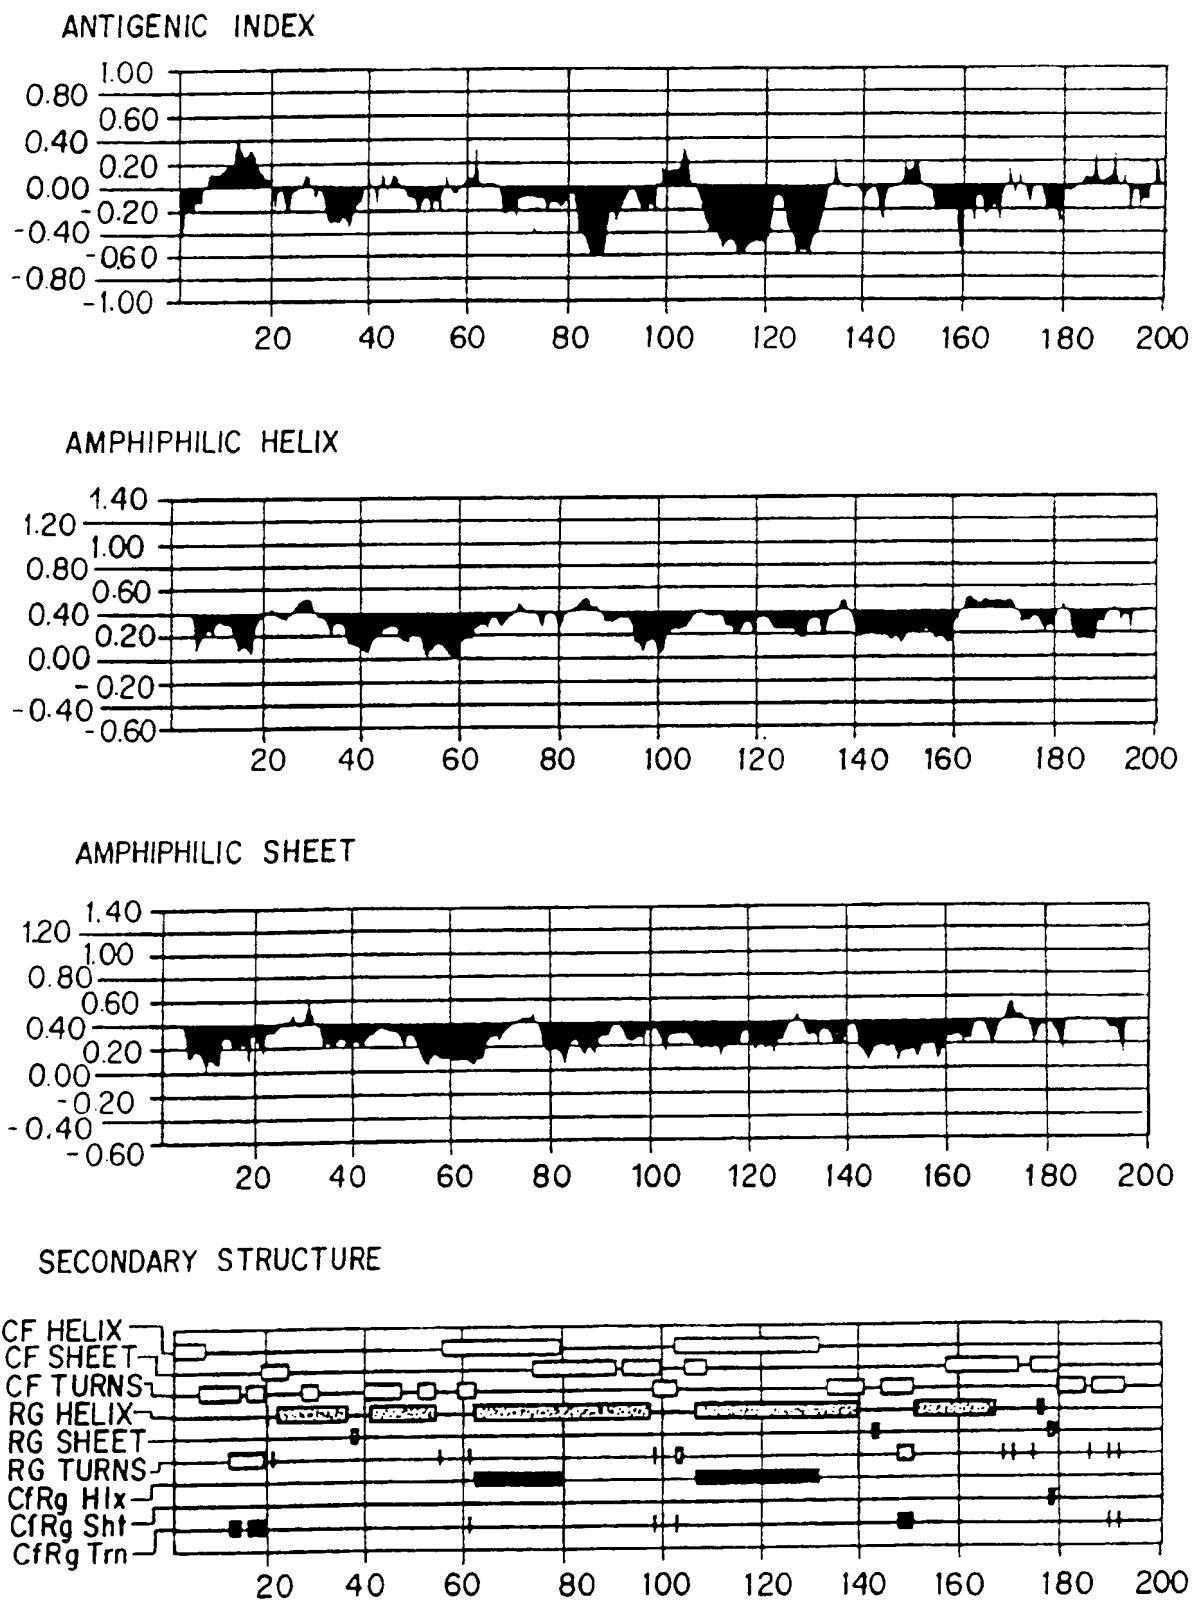 ANTIGENIC INDEX
1.00
0.80
0.60
0.40
0.20
0.00
-0.20
-0.40
-0.60
-0.80
-1.00
20 40 60 80 100 120 140 160 180 200
AMPHIPHILIC HELIX
1.40
1.20
1.00
0.80
0.60
0.40
0.20
0.00
-0.20
-0.40
-0.60
20 40 60 80 100 120 140 160 180 200
AMPHIPHILIC SHEET
1.40
1.20
1.00
0.80
0.60
0.40
0.20
0.00
-0.20
-0.40
-0.60
20 40 60 80 100 120 140 160 180 200
SECONDARY STRUCTURE
CF HELIX
CF SHEET
CF TURNS
RG HELIX
RG SHEET
RG TURNS
CfRg Hlx
CfRg Sht
CfRg Trn
20 40 60 80 100 120 140 160 180 200